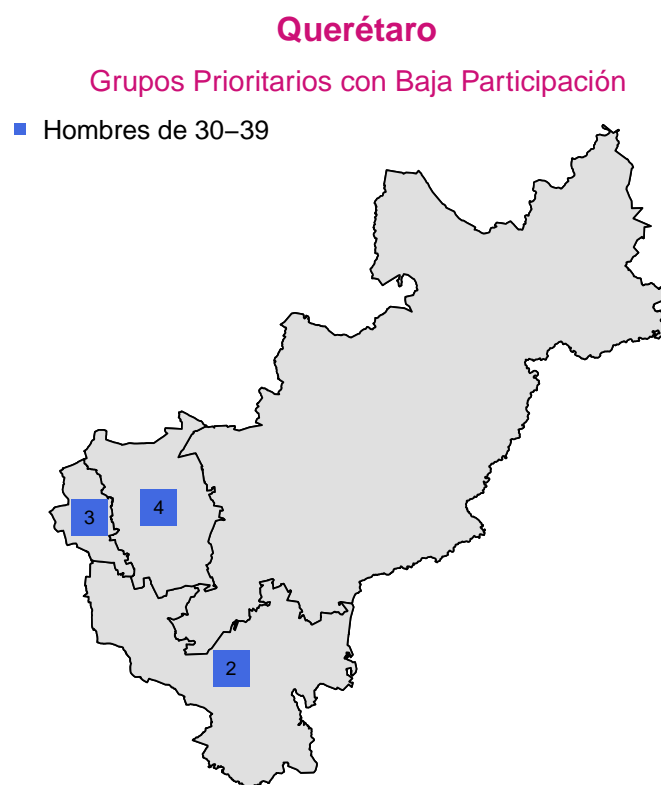 Querétaro
Grupos Prioritarios con Baja Participación
Hombres de 30−39
3
4
2